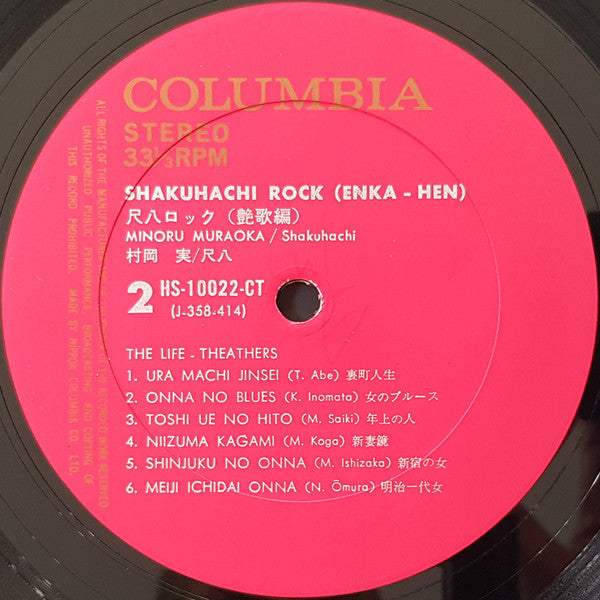 COLUMBIA
STEREO
33⅓RPM
SHAKUHACHI ROCK (ENKA - HEN)
尺八ロック (艶歌編)
MINORU MURAOKA / Shakuhachi
村岡 実/尺八
2 HS-10022-CT
(J-358-414)
THE LIFE - THEATHERS
1. URA MACHI JINSEI (T. Abe) 裏町人生
2. ONNA NO BLUES (K. Inomata) 女のブルース
3. TOSHI UE NO HITO (M. Saiki) 年上の人
4. NIIZUMA KAGAMI (M. Koga) 新妻鏡
5. SHINJUKU NO ONNA (M. Ishizaka) 新宿の女
6. MEIJI ICHIDAI ONNA (N. Ōmura) 明治一代女
ALL RIGHTS OF THE MANUFACTURER AND OF THE OWNER OF THE RECORDED WORK RESERVED
UNAUTHORIZED PUBLIC PERFORMANCE, BROADCASTING AND COPYING OF
THIS RECORD PROHIBITED. MADE BY NIPPON COLUMBIA CO., LTD.